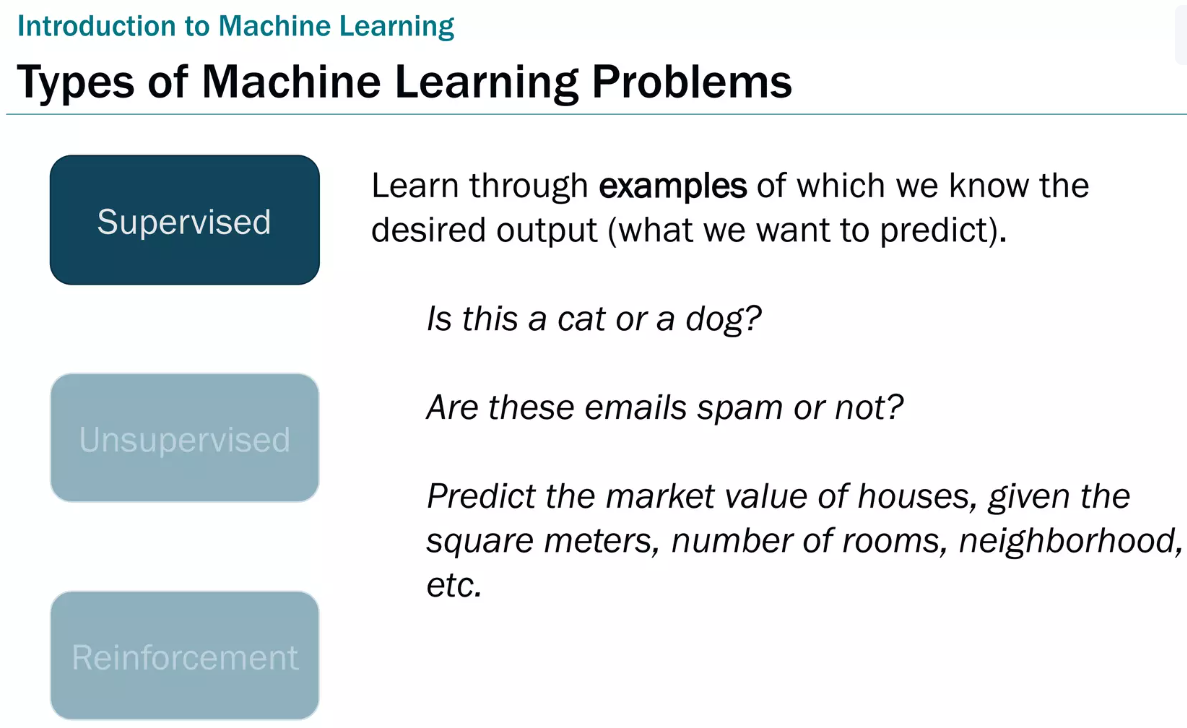 Introduction to Machine Learning
Types of Machine Learning Problems
Supervised
Learn through examples of which we know the
desired output (what we want to predict).
Is this a cat or a dog?
Unsupervised
Are these emails spam or not?
Predict the market value of houses, given the
square meters, number of rooms, neighborhood,
etc.
Reinforcement